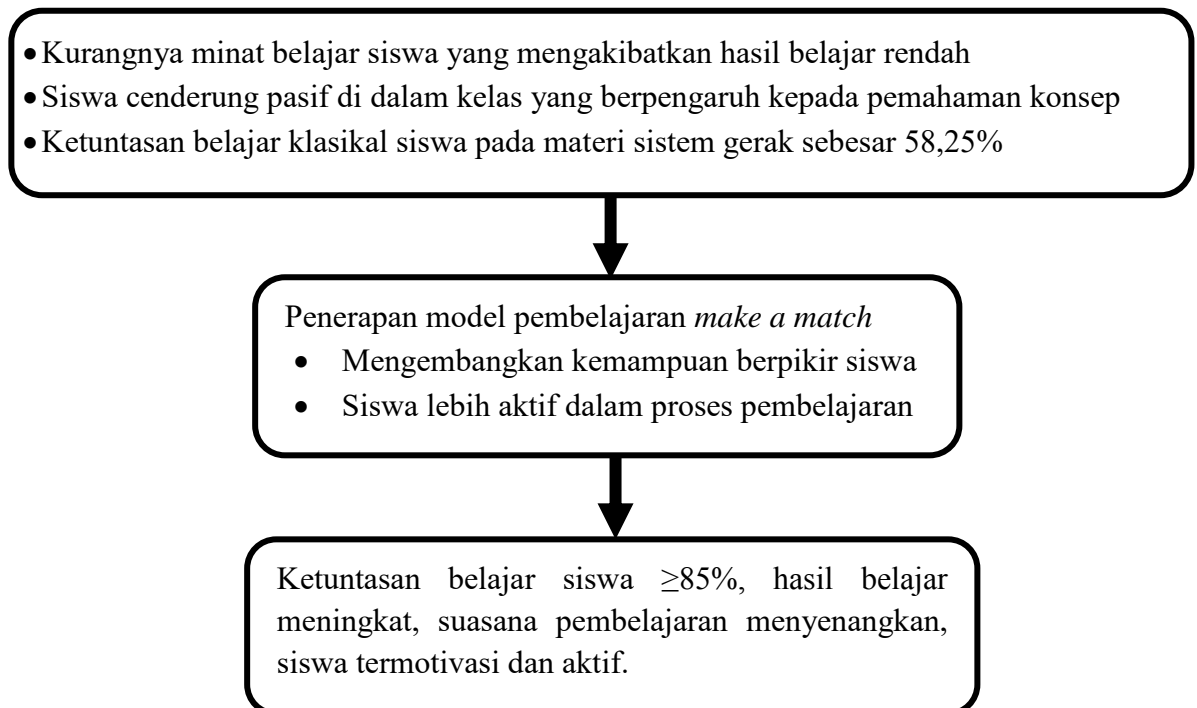 • Kurangnya minat belajar siswa yang mengakibatkan hasil belajar rendah
• Siswa cenderung pasif di dalam kelas yang berpengaruh kepada pemahaman konsep
• Ketuntasan belajar klasikal siswa pada materi sistem gerak sebesar 58,25%
Penerapan model pembelajaran make a match
• Mengembangkan kemampuan berpikir siswa
• Siswa lebih aktif dalam proses pembelajaran
Ketuntasan belajar siswa ≥85%, hasil belajar
meningkat, suasana pembelajaran menyenangkan,
siswa termotivasi dan aktif.